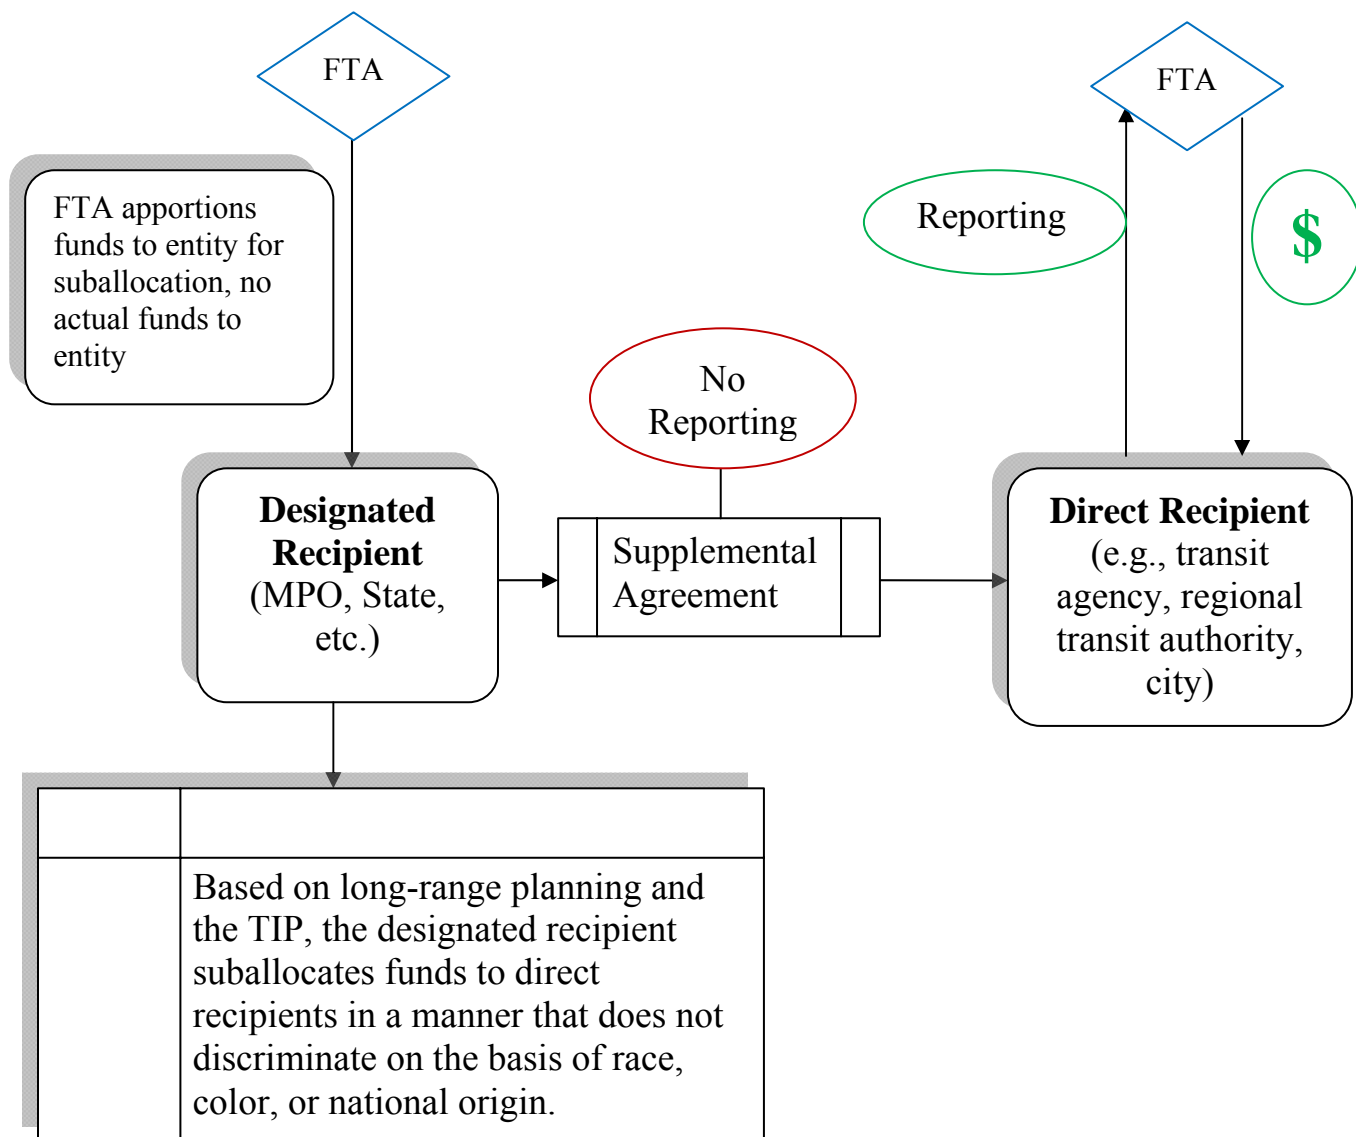 FTA
FTA
FTA apportions
funds to entity for
suballocation, no
actual funds to
entity
Reporting
$
No
Reporting
Designated
Recipient
(MPO, State,
etc.)
Supplemental
Agreement
Direct Recipient
(e.g., transit
agency, regional
transit authority,
city)
Based on long-range planning and
the TIP, the designated recipient
suballocates funds to direct
recipients in a manner that does not
discriminate on the basis of race,
color, or national origin.